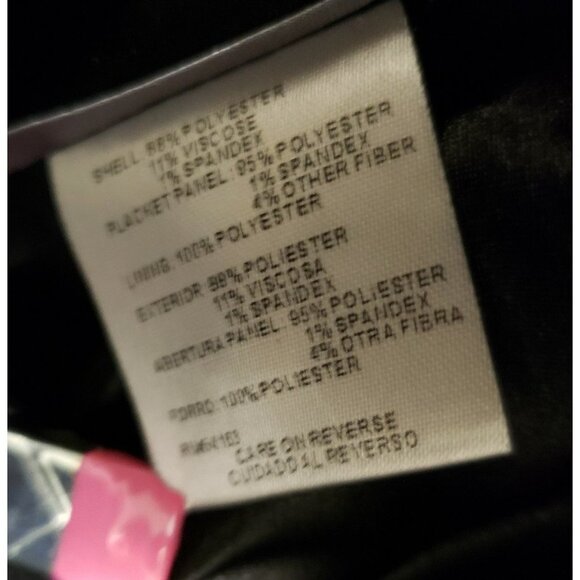 SHELL: 88% POLYESTER
11% VISCOSE
1% SPANDEX
PLACKET PANEL: 95% POLYESTER
1% SPANDEX
4% OTHER FIBER
LINING: 100% POLYESTER
EXTERIOR: 88% POLIESTER
11% VISCOSA
1% SPANDEX
ABERTURA PANEL: 95% POLIESTER
1% SPANDEX
4% OTRA FIBRA
FORRO: 100% POLIESTER
CARE ON REVERSE
CUIDADO AL REVERSO